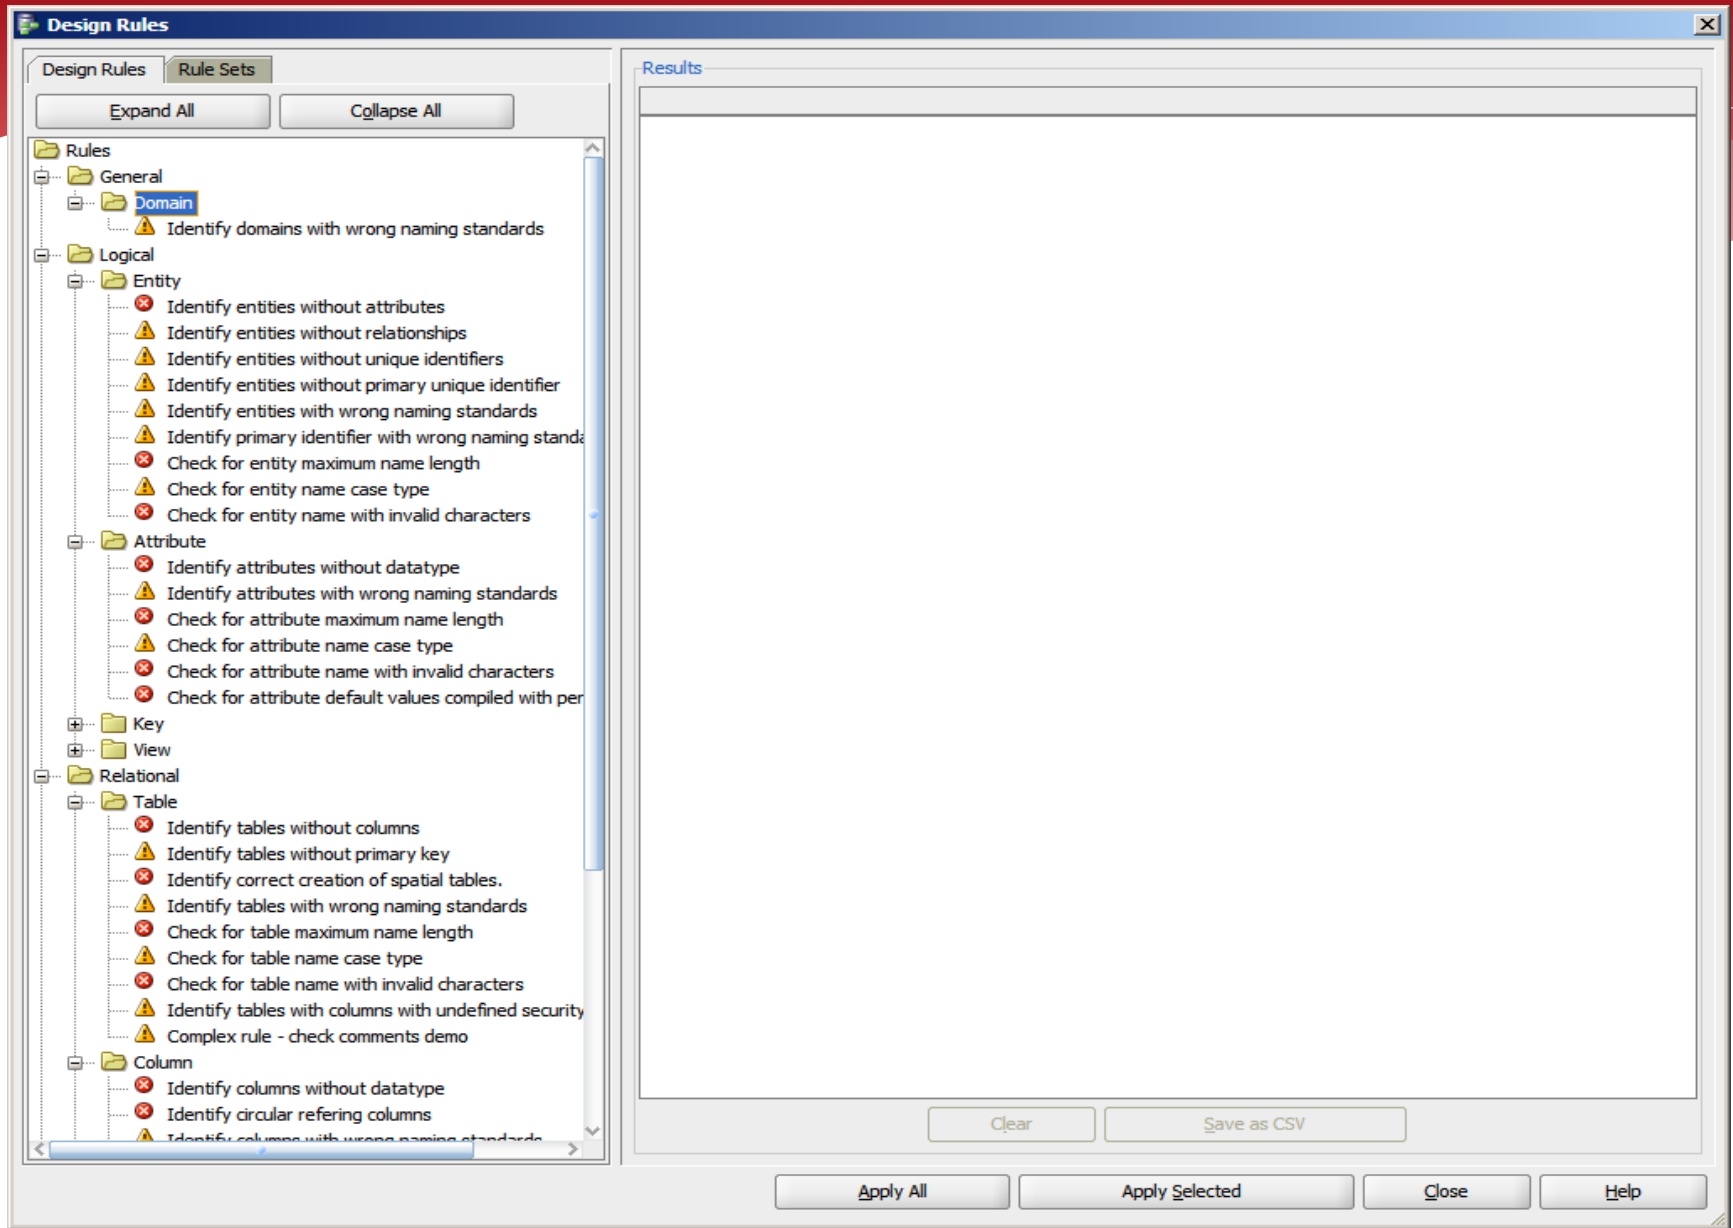 Design Rules
Design Rules
Rule Sets
Expand All
Collapse All
Rules
General
Domain
Identify domains with wrong naming standards
Logical
Entity
Identify entities without attributes
Identify entities without relationships
Identify entities without unique identifiers
Identify entities without primary unique identifier
Identify entities with wrong naming standards
Identify primary identifier with wrong naming standa
Check for entity maximum name length
Check for entity name case type
Check for entity name with invalid characters
Attribute
Identify attributes without datatype
Identify attributes with wrong naming standards
Check for attribute maximum name length
Check for attribute name case type
Check for attribute name with invalid characters
Check for attribute default values compiled with per
Key
View
Relational
Table
Identify tables without columns
Identify tables without primary key
Identify correct creation of spatial tables.
Identify tables with wrong naming standards
Check for table maximum name length
Check for table name case type
Check for table name with invalid characters
Identify tables with columns with undefined security
Complex rule - check comments demo
Column
Identify columns without datatype
Identify circular refering columns
Identify columns with wrong naming standards
Results
Clear
Save as CSV
Apply All
Apply Selected
Close
Help